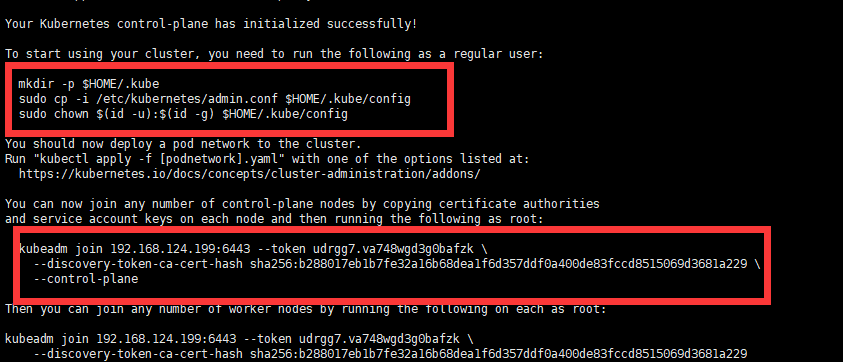 Your Kubernetes control-plane has initialized successfully!
To start using your cluster, you need to run the following as a regular user:
mkdir -p $HOME/.kube
sudo cp -i /etc/kubernetes/admin.conf $HOME/.kube/config
sudo chown $(id -u):$(id -g) $HOME/.kube/config
You should now deploy a pod network to the cluster.
Run "kubectl apply -f [podnetwork].yaml" with one of the options listed at:
https://kubernetes.io/docs/concepts/cluster-administration/addons/
You can now join any number of control-plane nodes by copying certificate authorities
and service account keys on each node and then running the following as root:
kubeadm join 192.168.124.199:6443 --token udrgg7.va748wgd3g0bafzk \
--discovery-token-ca-cert-hash sha256:b288017eb1b7fe32a16b68dea1f6d357ddf0a400de83fccd8515069d3681a229 \
--control-plane
Then you can join any number of worker nodes by running the following on each as root:
kubeadm join 192.168.124.199:6443 --token udrgg7.va748wgd3g0bafzk \
--discovery-token-ca-cert-hash sha256:b288017eb1b7fe32a16b68dea1f6d357ddf0a400de83fccd8515069d3681a229